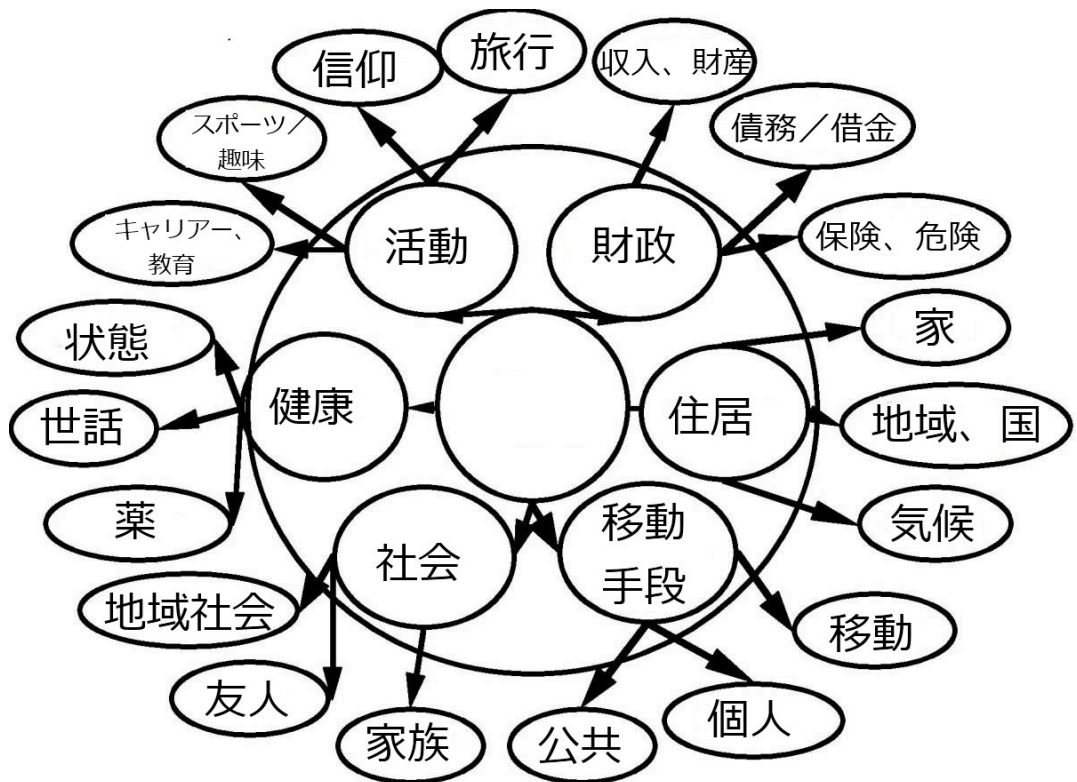 信仰
旅行
収入、財産
スポーツ／
趣味
債務／借金
キャリアー、
教育
活動
財政
保険、危険
状態
家
世話
健康
住居
地域、国
薬
気候
社会
移動
手段
地域社会
移動
友人
家族
公共
個人